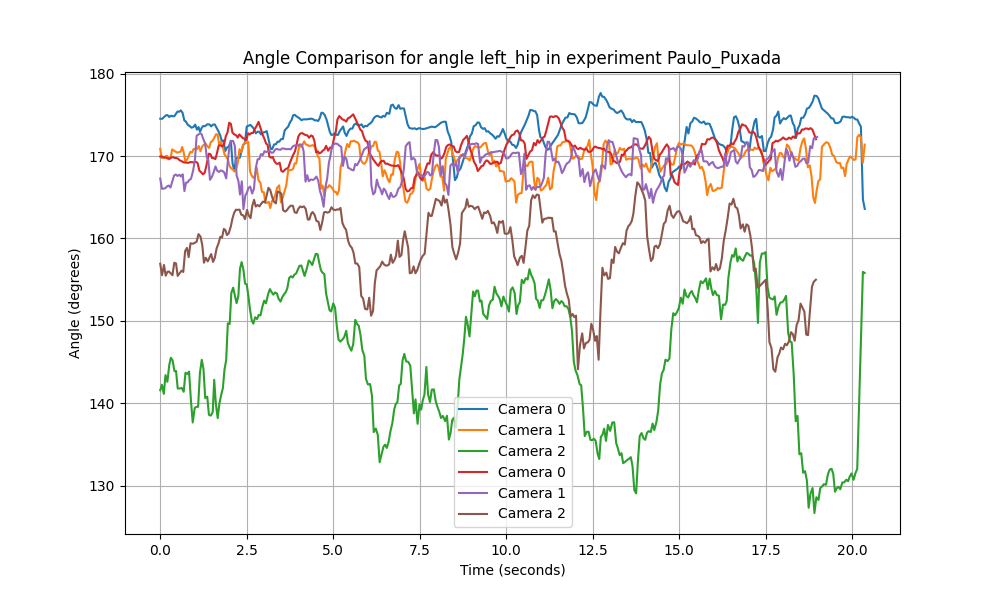 Angle Comparison for angle left_hip in experiment Paulo_Puxada
180
170
160
150
140
130
Angle (degrees)
0.0 2.5 5.0 7.5 10.0 12.5 15.0 17.5 20.0
Time (seconds)
Camera 0
Camera 1
Camera 2
Camera 0
Camera 1
Camera 2